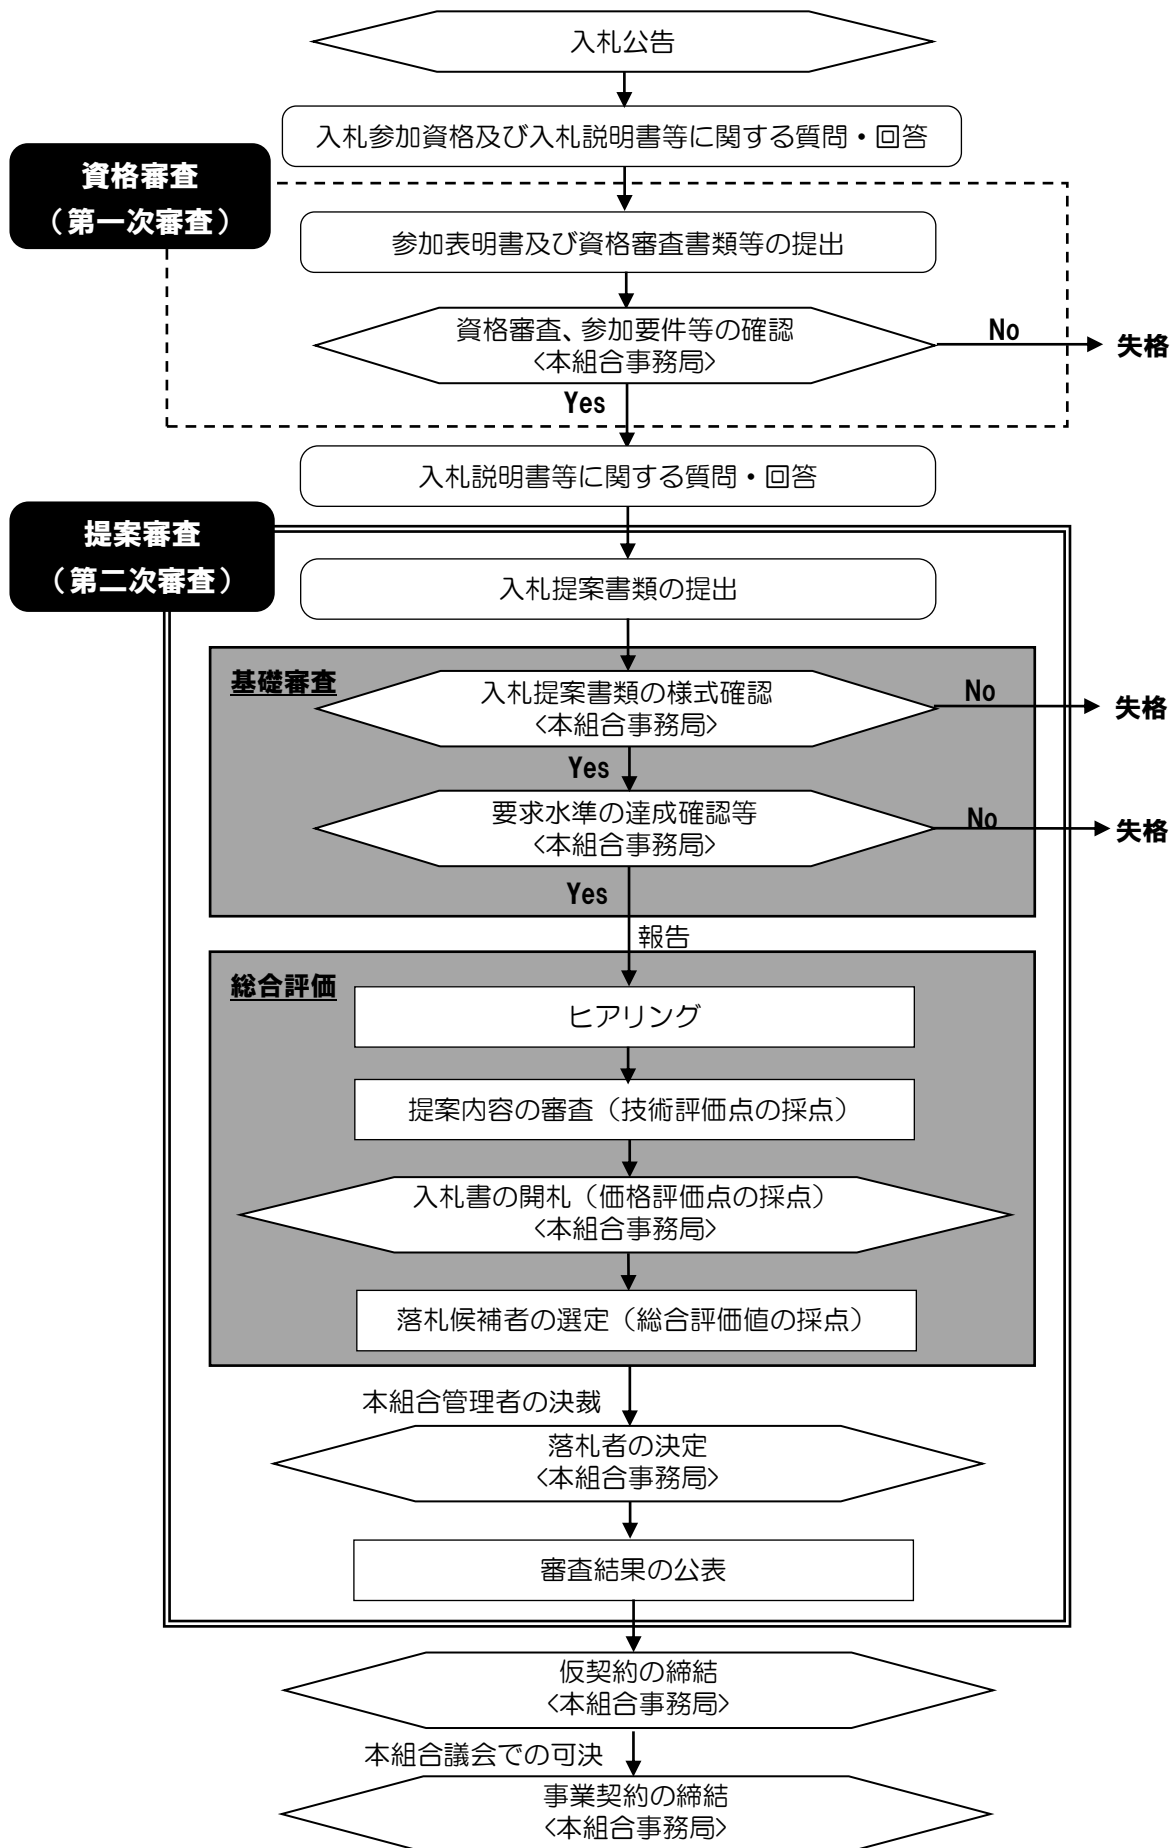 入札公告
入札参加資格及び入札説明書等に関する質問・回答
資格審査
（第一次審査）
参加表明書及び資格審査書類等の提出
資格審査、参加要件等の確認
<本組合事務局>
No
失格
Yes
入札説明書等に関する質問・回答
提案審査
（第二次審査）
入札提案書類の提出
基礎審査
入札提案書類の様式確認
<本組合事務局>
No
失格
Yes
要求水準の達成確認等
<本組合事務局>
No
失格
Yes
報告
総合評価
ヒアリング
提案内容の審査（技術評価点の採点）
入札書の開札（価格評価点の採点）
<本組合事務局>
落札候補者の選定（総合評価値の採点）
本組合管理者の決裁
落札者の決定
<本組合事務局>
審査結果の公表
仮契約の締結
<本組合事務局>
本組合議会での可決
事業契約の締結
<本組合事務局>